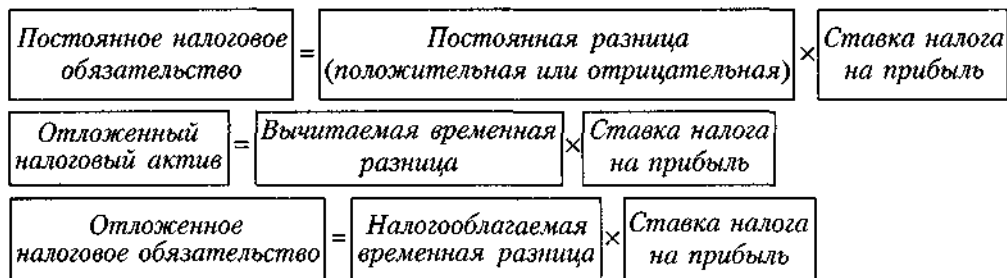 Постоянное налоговое обязательство = Постоянная разница (положительная или отрицательная) × Ставка налога на прибыль
Отложенный налоговый актив = Вычитаемая временная разница × Ставка налога на прибыль
Отложенное налоговое обязательство = Налогооблагаемая временная разница × Ставка налога на прибыль